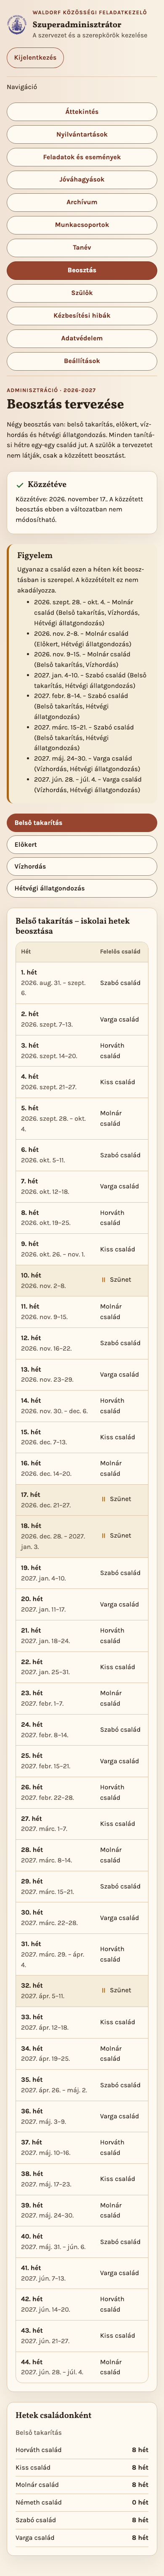 WALDORF KÖZÖSSÉGI FELADATKEZELŐ
Szuperadminisztrátor
A szervezet és a szerepkörök kezelése
Kijelentkezés
Navigáció
Áttekintés
Nyilvántartások
Feladatok és események
Jóváhagyások
Archívum
Munkacsoportok
Tanév
Beosztás
Szülők
Kézbesítési hibák
Adatvédelem
Beállítások
ADMINISZTRÁCIÓ · 2026-2027
Beosztás tervezése
Négy beosztás van: belső takarítás, előkert, víz-
hordás és hétvégi állatgondozás. Minden tanítá-
si hétre egy-egy család jut. A szülők a tervezetet
nem látják, csak a közzétett beosztást.
Közzétéve
Közzétéve: 2026. november 17.. A közzétett
beosztás ebben a változatban nem
módosítható.
Figyelem
Ugyanaz a család ezen a héten két beosz-
tásban is szerepel. A közzétételt ez nem
akadályozza.
• 2026. szept. 28. – okt. 4. – Molnár
család (Belső takarítás, Vízhordás,
Hétvégi állatgondozás)
• 2026. nov. 2–8. – Molnár család
(Előkert, Hétvégi állatgondozás)
• 2026. nov. 9–15. – Molnár család
(Belső takarítás, Vízhordás)
• 2027. jan. 4–10. – Szabó család (Belső
takarítás, Hétvégi állatgondozás)
• 2027. febr. 8–14. – Szabó család
(Belső takarítás, Hétvégi
állatgondozás)
• 2027. márc. 15–21. – Szabó család
(Belső takarítás, Hétvégi
állatgondozás)
• 2027. máj. 24–30. – Varga család
(Vízhordás, Hétvégi állatgondozás)
• 2027. jún. 28. – júl. 4. – Varga család
(Vízhordás, Hétvégi állatgondozás)
Belső takarítás
Előkert
Vízhordás
Hétvégi állatgondozás
Belső takarítás – iskolai hetek
beosztása
Hét Felelős család
1. hét
2026. aug. 31. – szept.
6.
Szabó család
2. hét
2026. szept. 7–13.
Varga család
3. hét
2026. szept. 14–20.
Horváth
család
4. hét
2026. szept. 21–27.
Kiss család
5. hét
2026. szept. 28. – okt.
4.
Molnár
család
6. hét
2026. okt. 5–11.
Szabó család
7. hét
2026. okt. 12–18.
Varga család
8. hét
2026. okt. 19–25.
Horváth
család
9. hét
2026. okt. 26. – nov. 1.
Kiss család
10. hét
2026. nov. 2–8.
Szünet
11. hét
2026. nov. 9–15.
Molnár
család
12. hét
2026. nov. 16–22.
Szabó család
13. hét
2026. nov. 23–29.
Varga család
14. hét
2026. nov. 30. – dec. 6.
Horváth
család
15. hét
2026. dec. 7–13.
Kiss család
16. hét
2026. dec. 14–20.
Molnár
család
17. hét
2026. dec. 21–27.
Szünet
18. hét
2026. dec. 28. – 2027.
jan. 3.
Szünet
19. hét
2027. jan. 4–10.
Szabó család
20. hét
2027. jan. 11–17.
Varga család
21. hét
2027. jan. 18–24.
Horváth
család
22. hét
2027. jan. 25–31.
Kiss család
23. hét
2027. febr. 1–7.
Molnár
család
24. hét
2027. febr. 8–14.
Szabó család
25. hét
2027. febr. 15–21.
Varga család
26. hét
2027. febr. 22–28.
Horváth
család
27. hét
2027. márc. 1–7.
Kiss család
28. hét
2027. márc. 8–14.
Molnár
család
29. hét
2027. márc. 15–21.
Szabó család
30. hét
2027. márc. 22–28.
Varga család
31. hét
2027. márc. 29. – ápr.
4.
Horváth
család
32. hét
2027. ápr. 5–11.
Szünet
33. hét
2027. ápr. 12–18.
Kiss család
34. hét
2027. ápr. 19–25.
Molnár
család
35. hét
2027. ápr. 26. – máj. 2.
Szabó család
36. hét
2027. máj. 3–9.
Varga család
37. hét
2027. máj. 10–16.
Horváth
család
38. hét
2027. máj. 17–23.
Kiss család
39. hét
2027. máj. 24–30.
Molnár
család
40. hét
2027. máj. 31. – jún. 6.
Szabó család
41. hét
2027. jún. 7–13.
Varga család
42. hét
2027. jún. 14–20.
Horváth
család
43. hét
2027. jún. 21–27.
Kiss család
44. hét
2027. jún. 28. – júl. 4.
Molnár
család
Hetek családonként
Belső takarítás
Horváth család 8 hét
Kiss család 8 hét
Molnár család 8 hét
Németh család 0 hét
Szabó család 8 hét
Varga család 8 hét